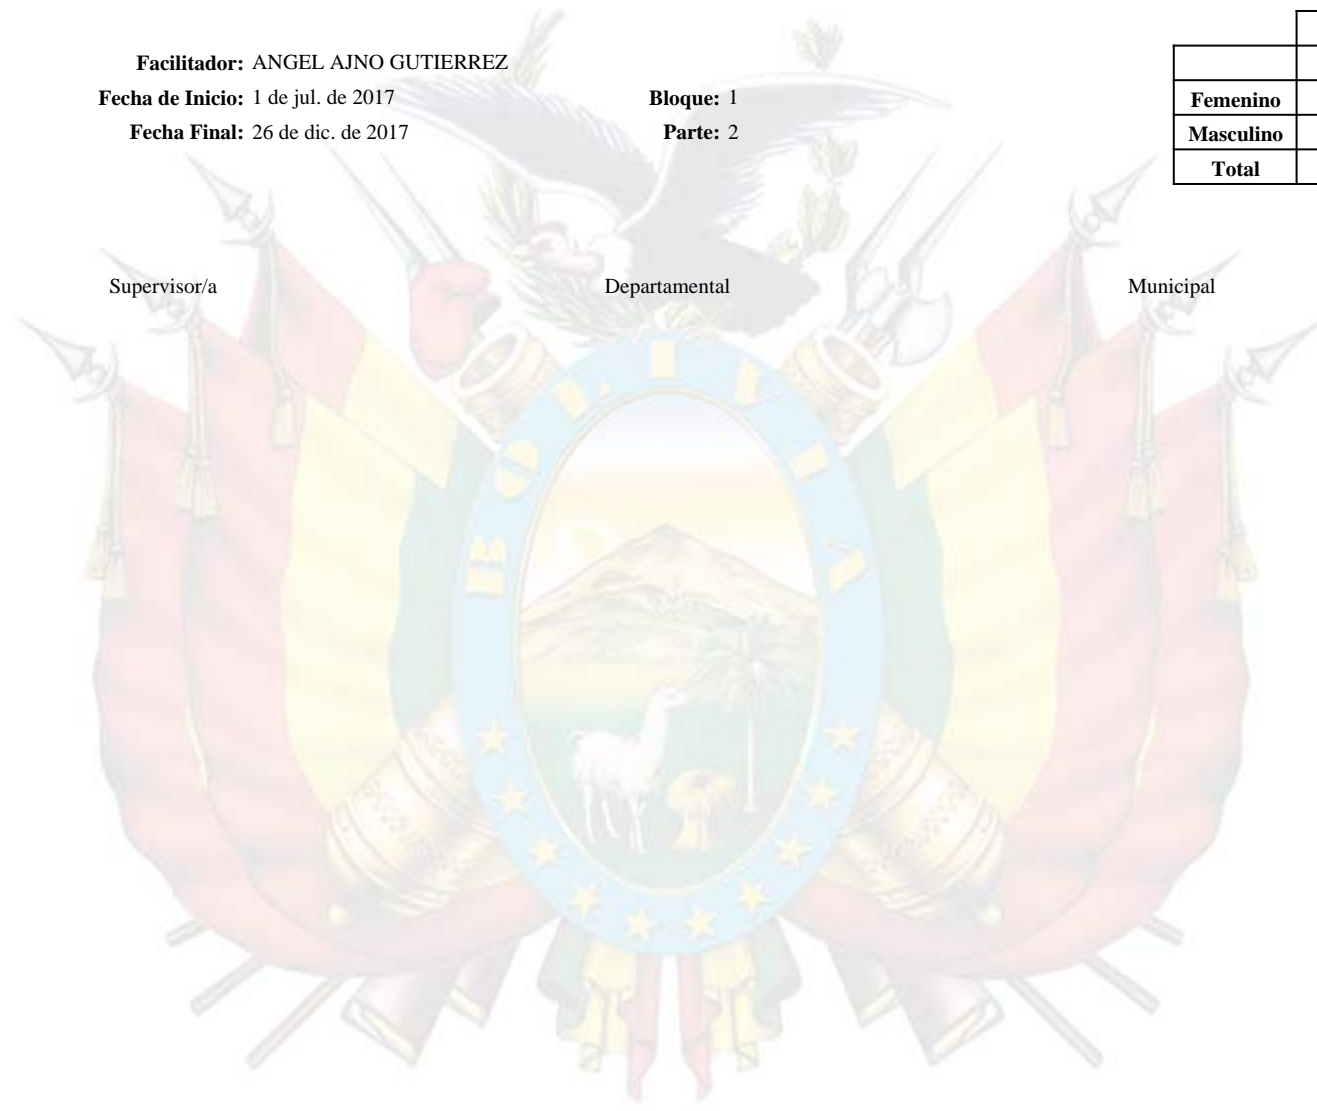 Facilitador: ANGEL AJNO GUTIERREZ
Fecha de Inicio: 1 de jul. de 2017 Bloque: 1
Fecha Final: 26 de dic. de 2017 Parte: 2
Femenino
Masculino
Total
Supervisor/a Departamental Municipal
BOLIVIA